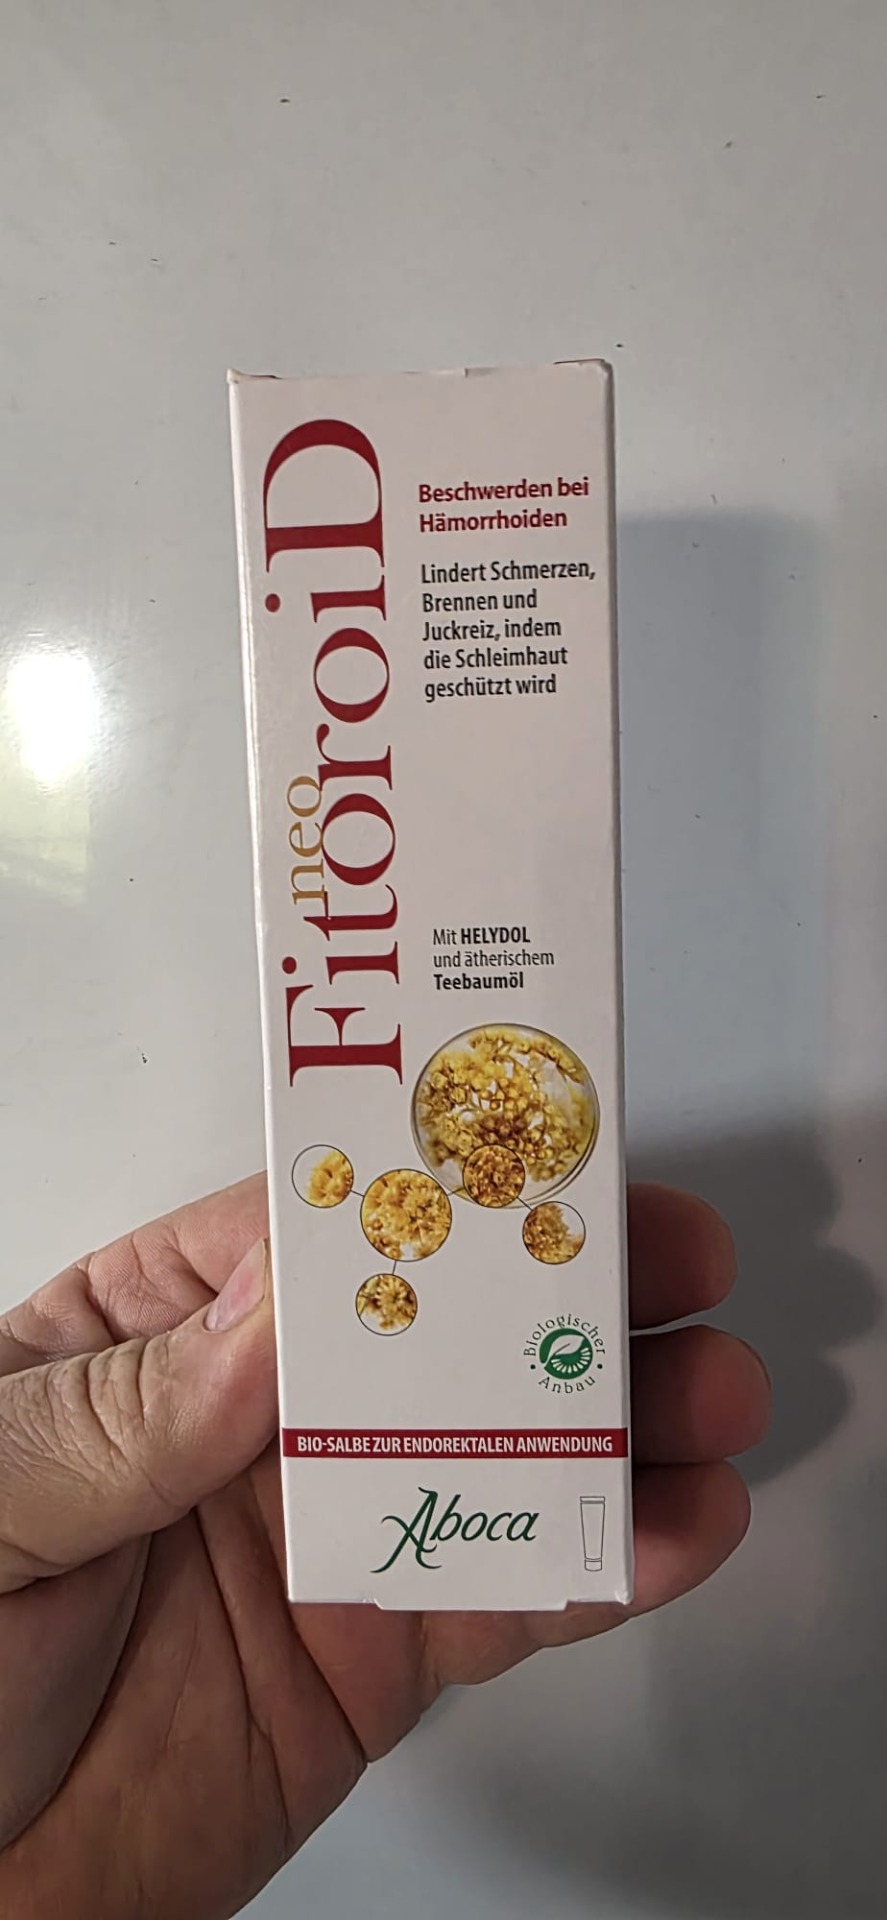 neo
FitoroiD
Beschwerden bei
Hämorrhoiden
Lindert Schmerzen,
Brennen und
Juckreiz, indem
die Schleimhaut
geschützt wird
Mit HELYDOL
und ätherischem
Teebaumöl
Biologischer
Anbau
BIO-SALBE ZUR ENDOREKTALEN ANWENDUNG
Aboca